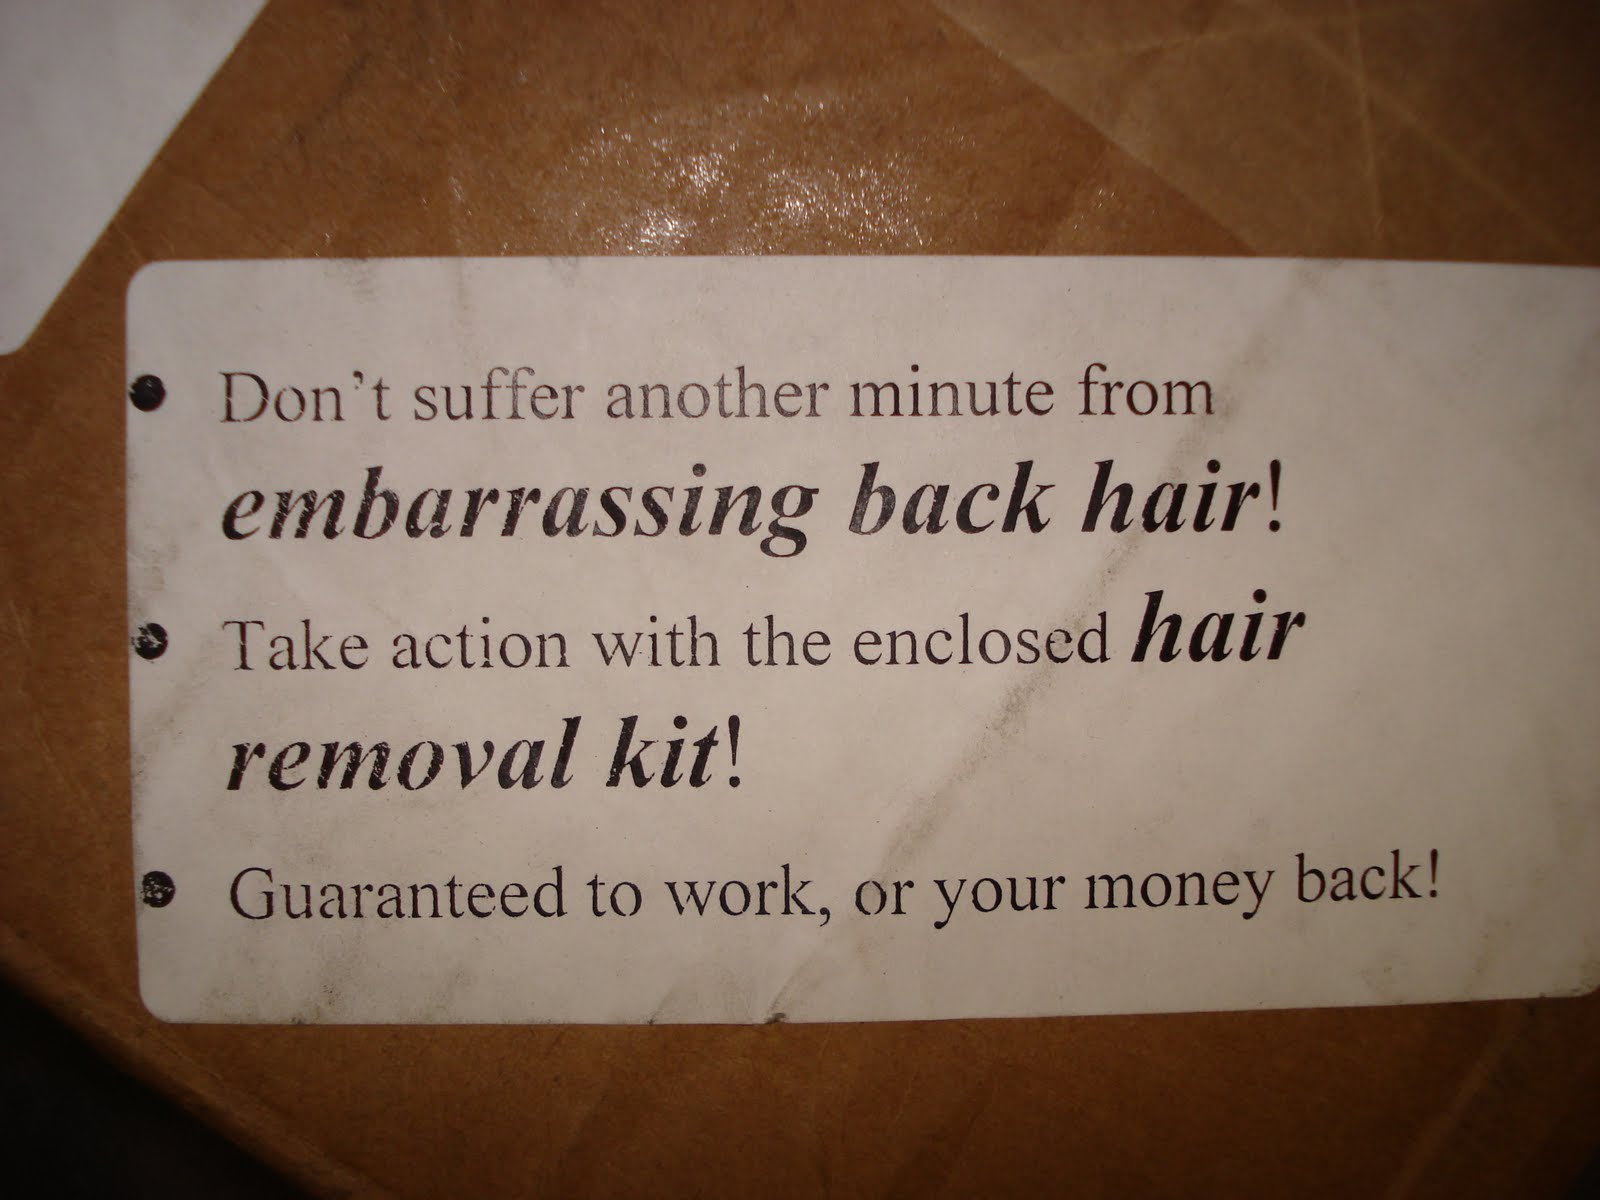 • Don't suffer another minute from
embarrassing back hair!
• Take action with the enclosed hair
removal kit!
• Guaranteed to work, or your money back!